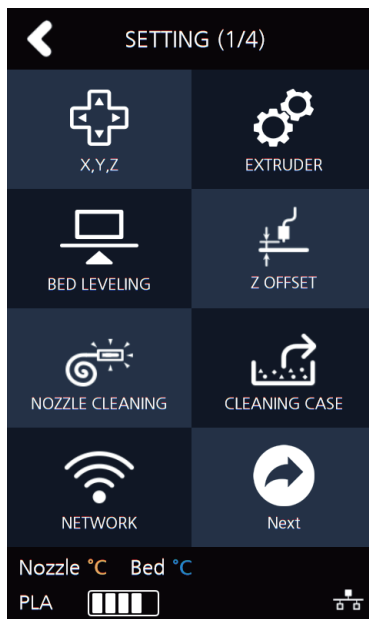 SETTING (1/4)
X,Y,Z
EXTRUDER
BED LEVELING
Z OFFSET
NOZZLE CLEANING
CLEANING CASE
NETWORK
Next
Nozzle °C Bed °C
PLA